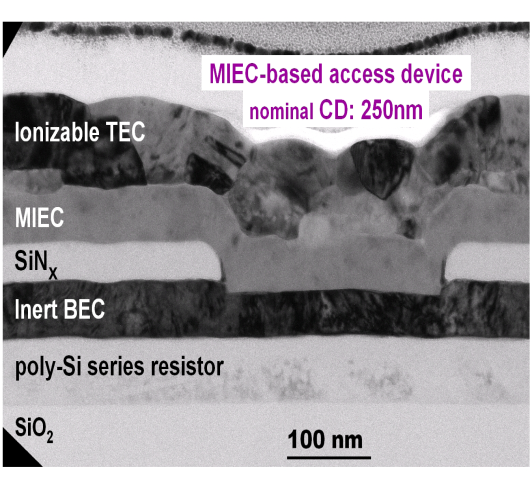 MIEC-based access device
nominal CD: 250nm
Ionizable TEC
MIEC
SiNX
Inert BEC
poly-Si series resistor
SiO2
100 nm